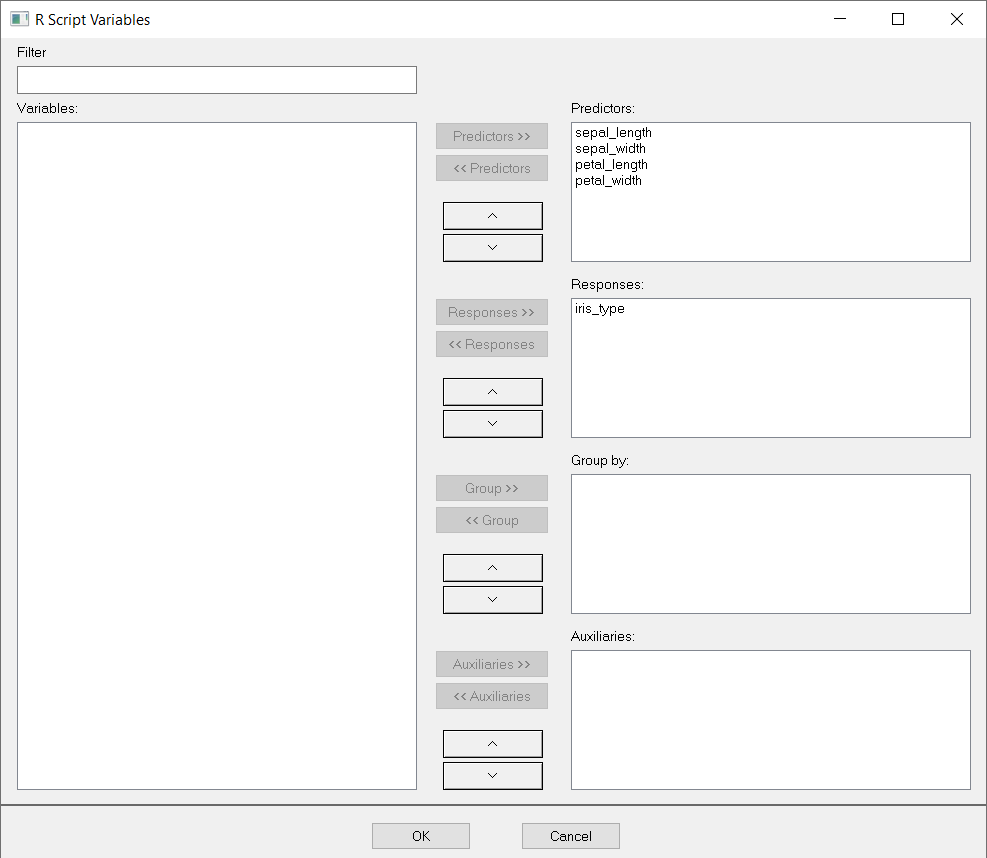 R Script Variables
Filter
Variables:
Predictors >>
<< Predictors
Predictors:
sepal_length
sepal_width
petal_length
petal_width
Responses >>
<< Responses
Responses:
iris_type
Group >>
<< Group
Group by:
Auxiliaries >>
<< Auxiliaries
Auxiliaries:
OK
Cancel